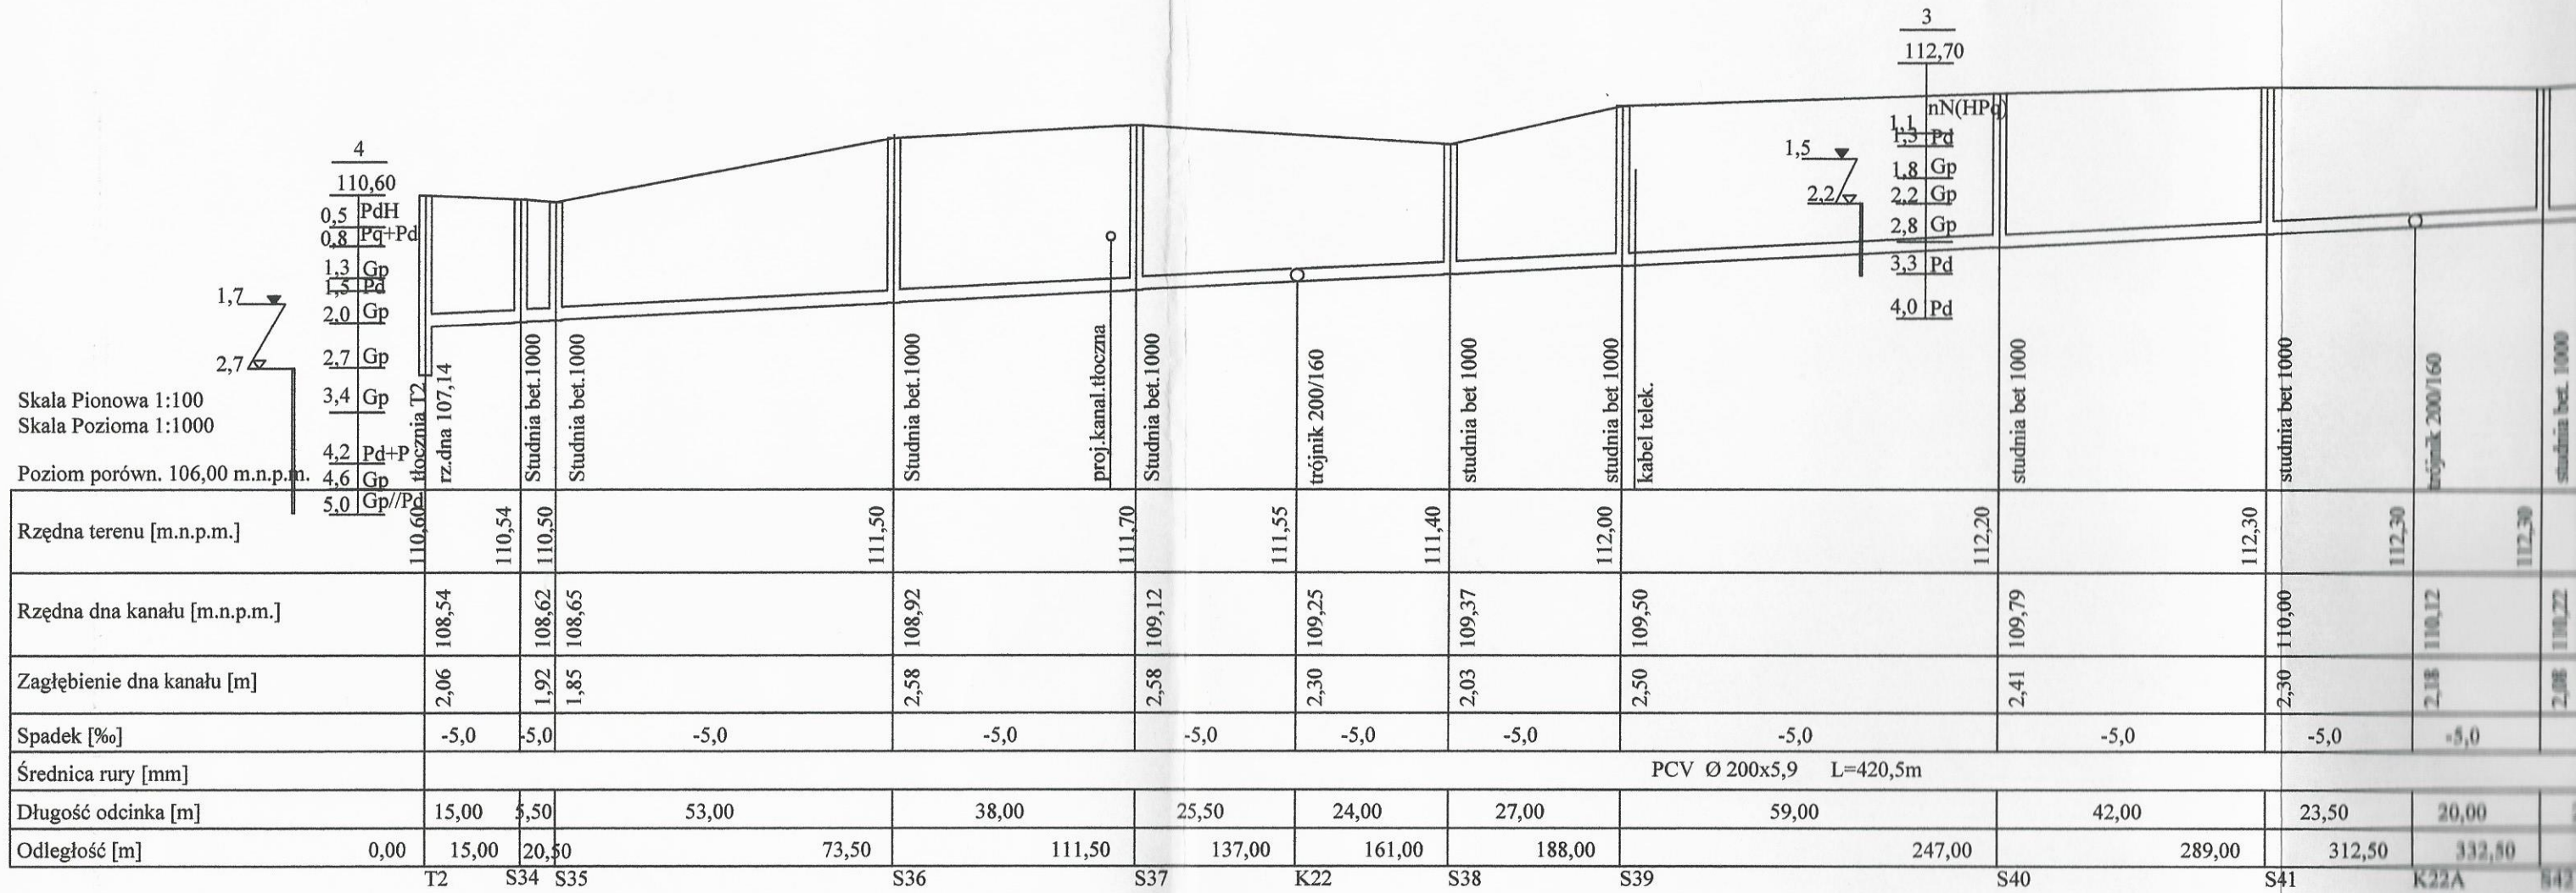 3
112,70
nN(HPq)
1,1
1,3 Pd
1,8 Gp
2,2 Gp
2,8 Gp
3,3 Pd
4,0 Pd
1,5
2,2
4
110,60
0,5 PdH
0,8 Pq+Pd
1,3 Gp
1,5 Pd
2,0 Gp
2,7 Gp
3,4 Gp
4,2 Pd+P
4,6 Gp
5,0 Gp//Pd
1,7
2,7
Skala Pionowa 1:100
Skala Pozioma 1:1000
Poziom porówn. 106,00 m.n.p.m.
tłocznia T2
rz.dna 107,14
Studnia bet.1000
Studnia bet.1000
Studnia bet.1000
proj.kanal.tłoczna
Studnia bet.1000
trójnik 200/160
studnia bet 1000
studnia bet 1000
kabel telek.
studnia bet 1000
studnia bet 1000
trójnik 200/160
studnia bet. 1000
Rzędna terenu [m.n.p.m.] 110,60 110,54 110,50 111,50 111,70 111,55 111,40 112,00 112,20 112,30 112,30 112,30
Rzędna dna kanału [m.n.p.m.] 108,54 108,62 108,65 108,92 109,12 109,25 109,37 109,50 109,79 110,00 110,12 110,22
Zagłębienie dna kanału [m] 2,06 1,92 1,85 2,58 2,58 2,30 2,03 2,50 2,41 2,30 2,18 2,08
Spadek [‰] -5,0 -5,0 -5,0 -5,0 -5,0 -5,0 -5,0 -5,0 -5,0 -5,0 -5,0
Średnica rury [mm] PCV Ø 200x5,9 L=420,5m
Długość odcinka [m] 15,00 5,50 53,00 38,00 25,50 24,00 27,00 59,00 42,00 23,50 20,00
Odległość [m] 0,00 15,00 20,50 73,50 111,50 137,00 161,00 188,00 247,00 289,00 312,50 332,50
T2 S34 S35 S36 S37 K22 S38 S39 S40 S41 K22A S42